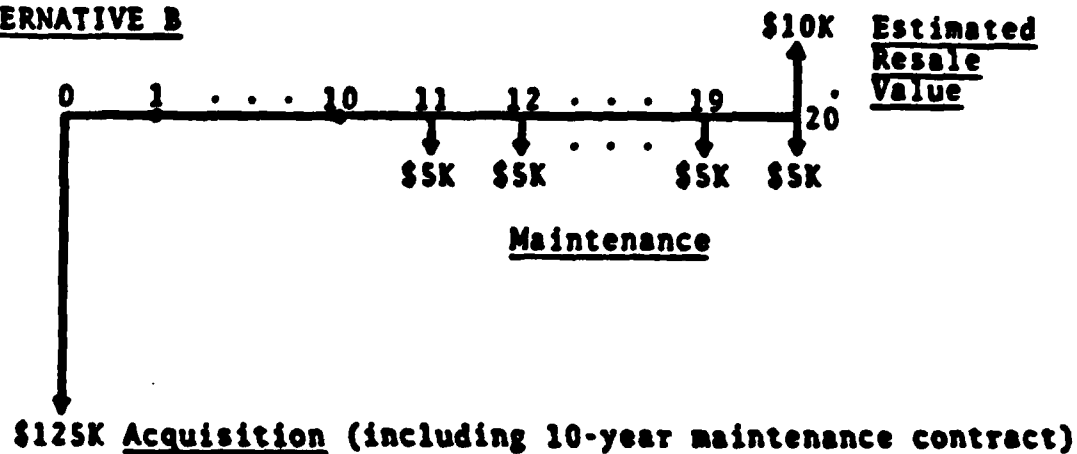 ERNATIVE B
$10K Estimated
Resale
Value
0 1 . . . 10 11 12 . . . 19 20
. . .
$5K $5K $5K $5K
Maintenance
$125K Acquisition (including 10-year maintenance contract)